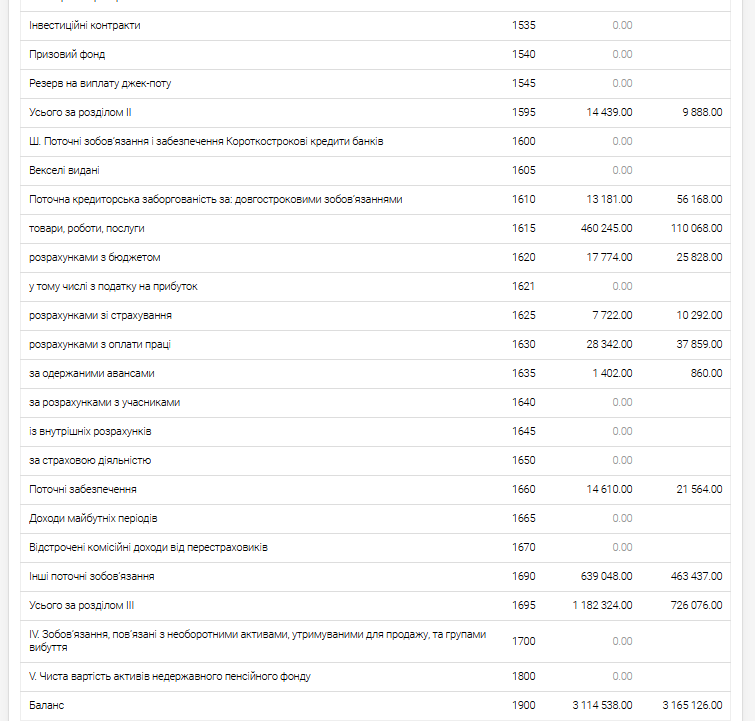 Інвестиційні контракти 1535 0.00
Призовий фонд 1540 0.00
Резерв на виплату джек-поту 1545 0.00
Усього за розділом II 1595 14 439.00 9 888.00
Ш. Поточні зобов'язання і забезпечення Короткострокові кредити банків 1600 0.00
Векселі видані 1605 0.00
Поточна кредиторська заборгованість за: довгостроковими зобов'язаннями 1610 13 181.00 56 168.00
товари, роботи, послуги 1615 460 245.00 110 068.00
розрахунками з бюджетом 1620 17 774.00 25 828.00
у тому числі з податку на прибуток 1621 0.00
розрахунками зі страхування 1625 7 722.00 10 292.00
розрахунками з оплати праці 1630 28 342.00 37 859.00
за одержаними авансами 1635 1 402.00 860.00
за розрахунками з учасниками 1640 0.00
із внутрішніх розрахунків 1645 0.00
за страховою діяльністю 1650 0.00
Поточні забезпечення 1660 14 610.00 21 564.00
Доходи майбутніх періодів 1665 0.00
Відстрочені комісійні доходи від перестраховиків 1670 0.00
Інші поточні зобов'язання 1690 639 048.00 463 437.00
Усього за розділом III 1695 1 182 324.00 726 076.00
IV. Зобов'язання, пов'язані з необоротними активами, утримуваними для продажу, та групами
вибуття 1700 0.00
V. Чиста вартість активів недержавного пенсійного фонду 1800 0.00
Баланс 1900 3 114 538.00 3 165 126.00